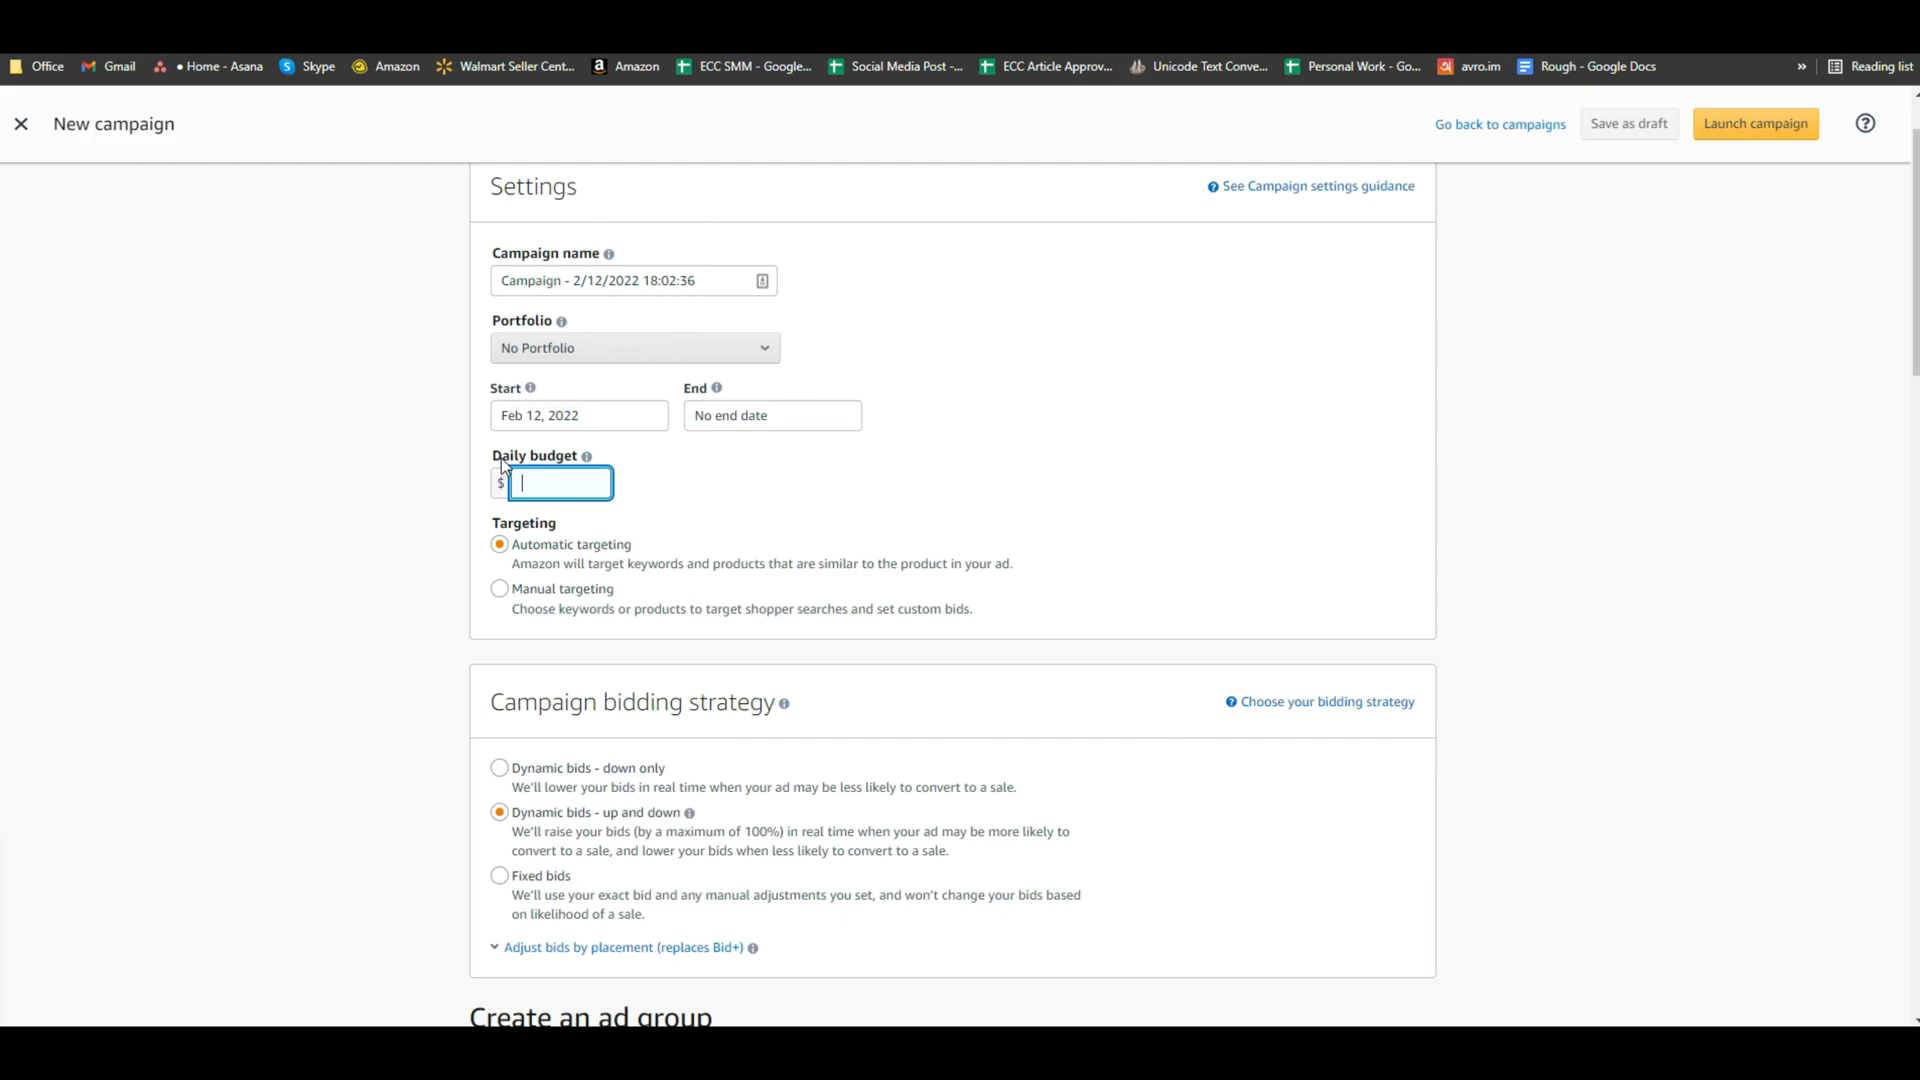 Office Gmail • Home - Asana Skype Amazon Walmart Seller Cent... Amazon ECC SMM - Google... Social Media Post -... ECC Article Approv... Unicode Text Conve... Personal Work - Go... avro.im Rough - Google Docs » Reading list
New campaign Go back to campaigns Save as draft Launch campaign
Settings See Campaign settings guidance
Campaign name
Campaign - 2/12/2022 18:02:36
Portfolio
No Portfolio
Start End
Feb 12, 2022 No end date
Daily budget
$
Targeting
Automatic targeting
Amazon will target keywords and products that are similar to the product in your ad.
Manual targeting
Choose keywords or products to target shopper searches and set custom bids.
Campaign bidding strategy Choose your bidding strategy
Dynamic bids - down only
We'll lower your bids in real time when your ad may be less likely to convert to a sale.
Dynamic bids - up and down
We'll raise your bids (by a maximum of 100%) in real time when your ad may be more likely to
convert to a sale, and lower your bids when less likely to convert to a sale.
Fixed bids
We'll use your exact bid and any manual adjustments you set, and won't change your bids based
on likelihood of a sale.
Adjust bids by placement (replaces Bid+)
Create an ad group